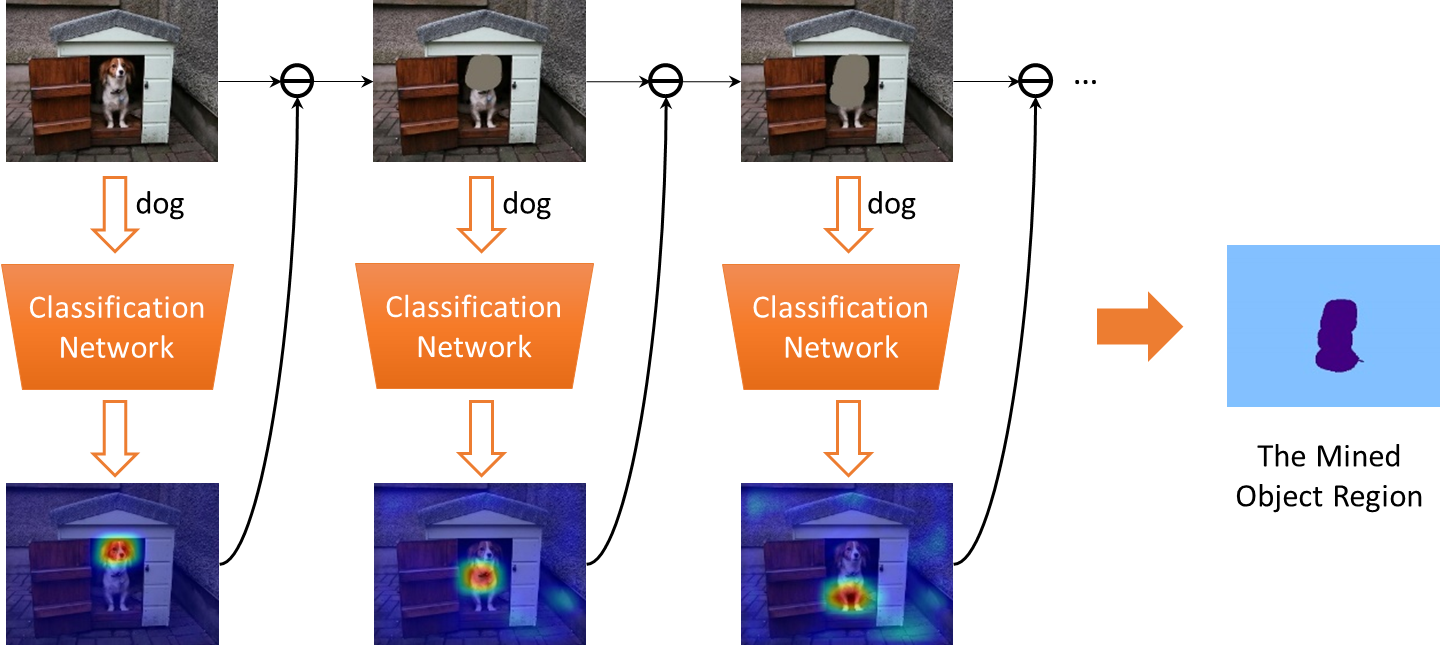 ...
dog
dog
dog
Classification
Network
Classification
Network
Classification
Network
The Mined
Object Region